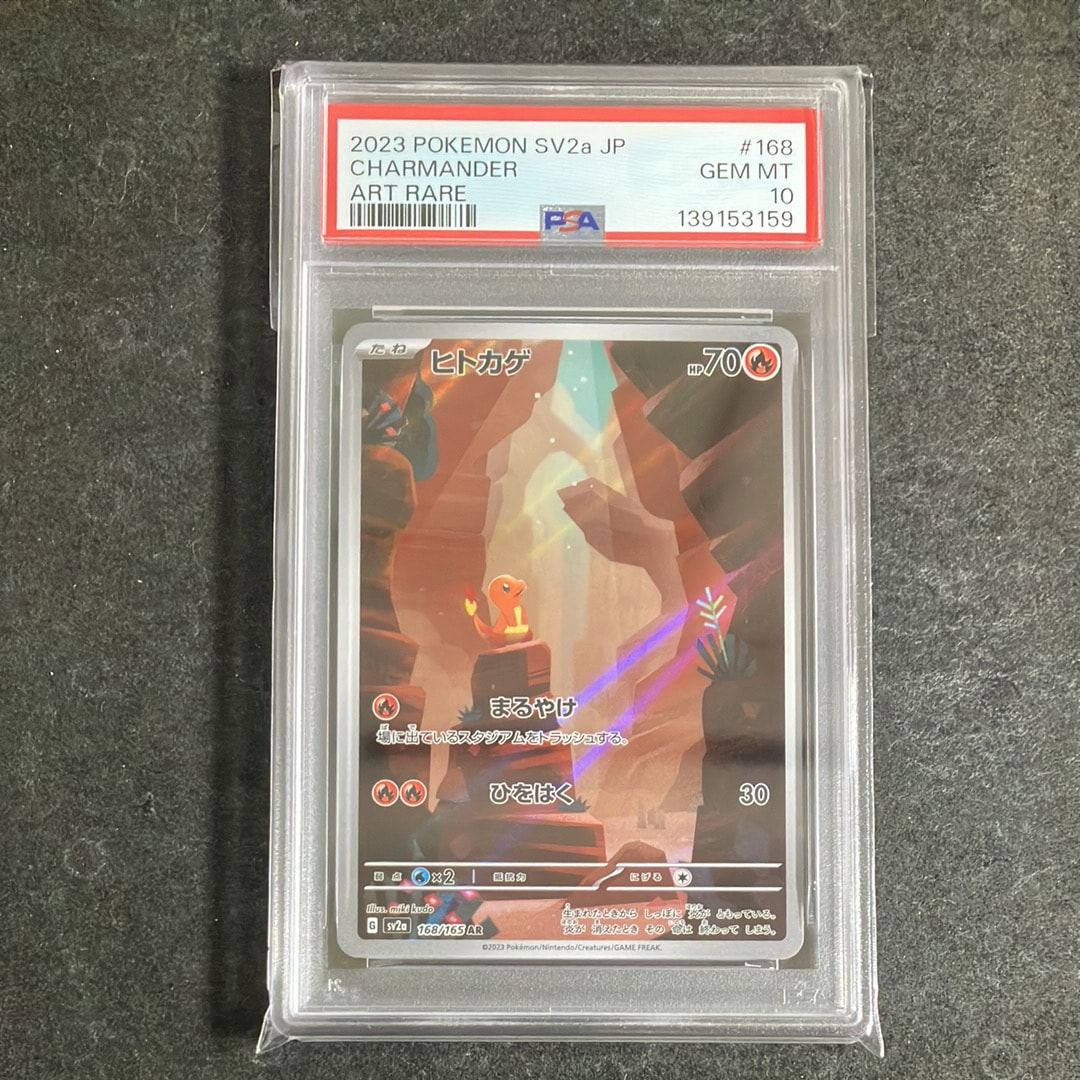 2023 POKEMON SV2a JP #168
CHARMANDER GEM MT
ART RARE 10
PSA 139153159
たね ヒトカゲ HP70
まるやけ
場に出ているスタジアムをトラッシュする。
ひをはく 30
弱点 ×2 抵抗力 にげる
Illus. miki kudo
G sv2a 168/165 AR
生まれたときから しっぽに 炎が ともっている。
炎が 消えたとき その 命は 終わって しまう。
©2023 Pokémon/Nintendo/Creatures/GAME FREAK.